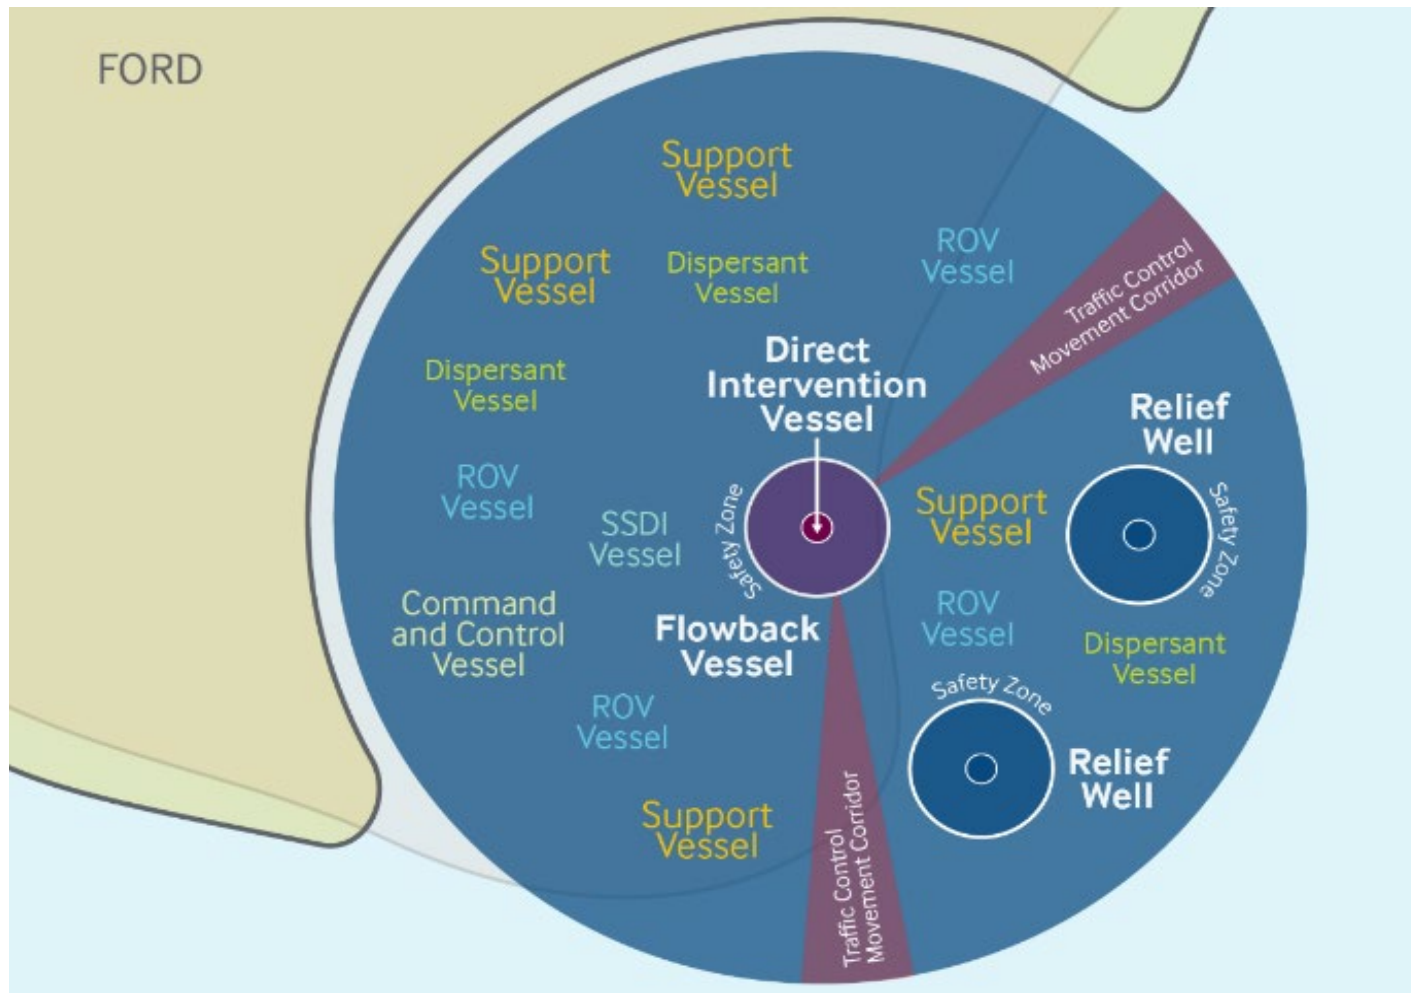 FORD
Support
Vessel
Support
Vessel
Dispersant
Vessel
ROV
Vessel
Traffic Control
Movement Corridor
Direct
Intervention
Vessel
Dispersant
Vessel
Relief
Well
Safety Zone
ROV
Vessel
SSDI
Vessel
Safety Zone
Support
Vessel
Command
and Control
Vessel
Flowback
Vessel
ROV
Vessel
Dispersant
Vessel
Safety Zone
Relief
Well
ROV
Vessel
Support
Vessel
Traffic Control
Movement Corridor